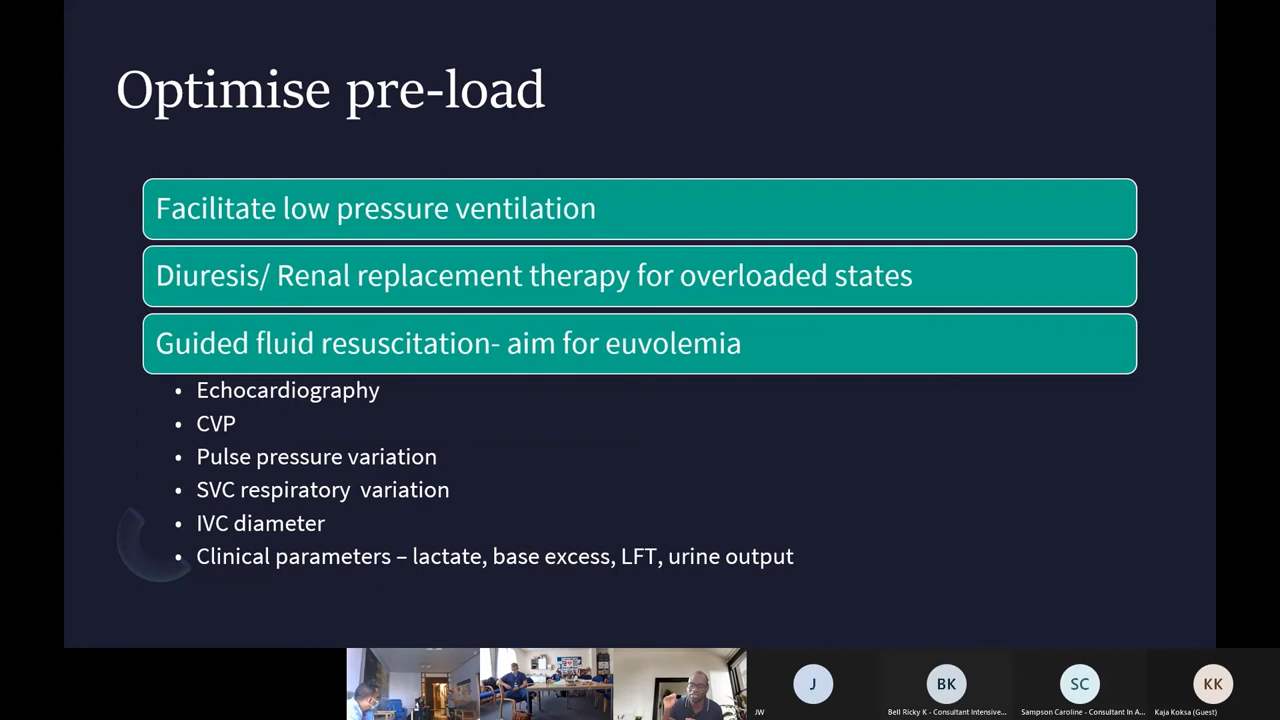 Optimise pre-load
Facilitate low pressure ventilation
Diuresis/ Renal replacement therapy for overloaded states
Guided fluid resuscitation- aim for euvolemia
• Echocardiography
• CVP
• Pulse pressure variation
• SVC respiratory variation
• IVC diameter
• Clinical parameters – lactate, base excess, LFT, urine output
J
BK
SC
KK
JW
Bell Ricky K - Consultant Intensive...
Sampson Caroline - Consultant In A...
Kaja Koksa (Guest)